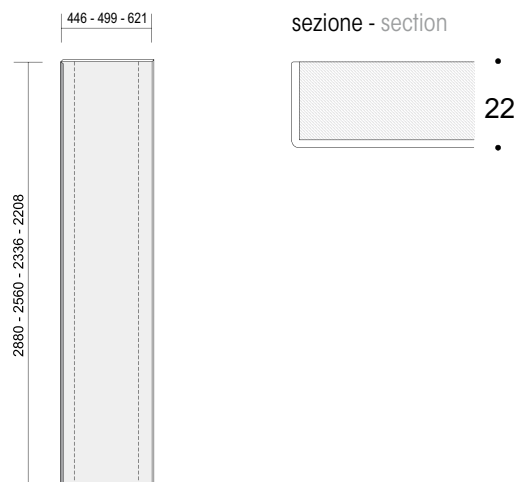 446 - 499 - 621
sezione - section
22
2880 - 2560 - 2336 - 2208